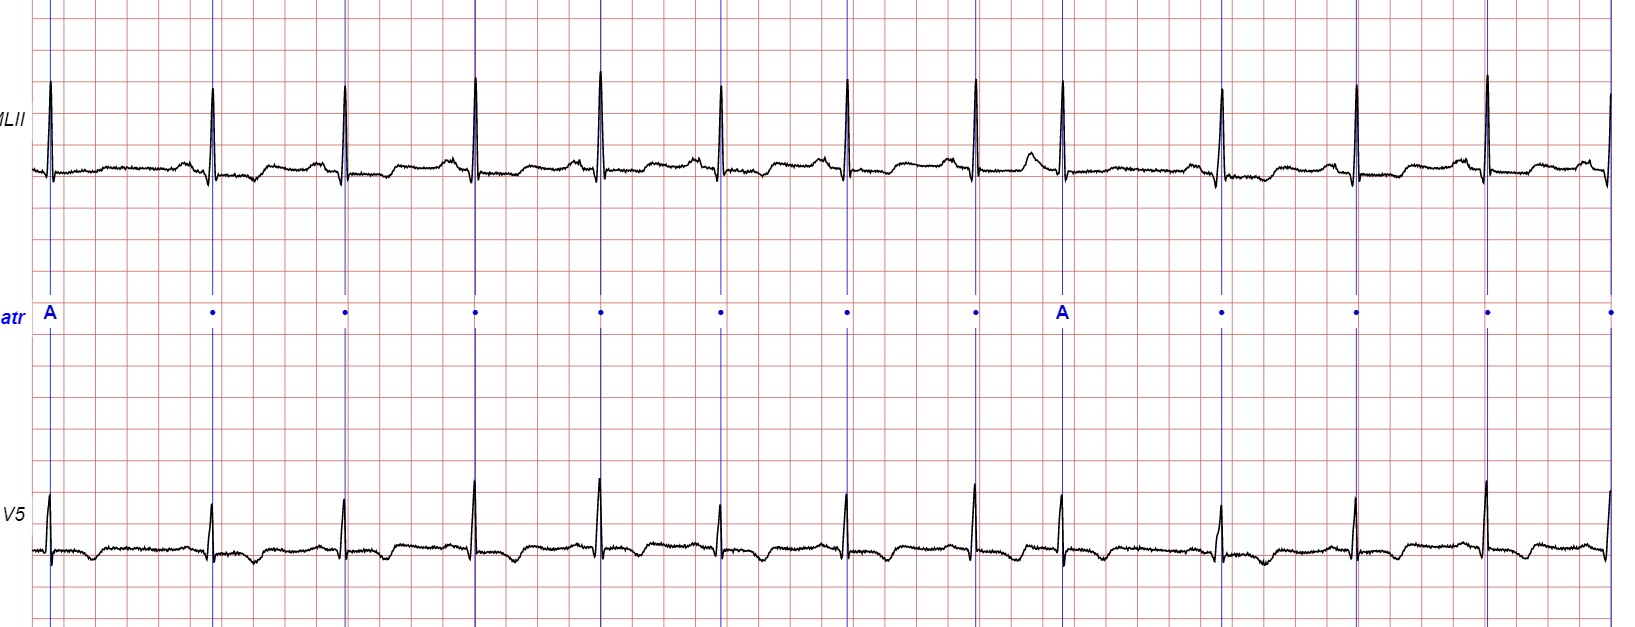 MLII
atr A • • • • • • • A • • • •
V5